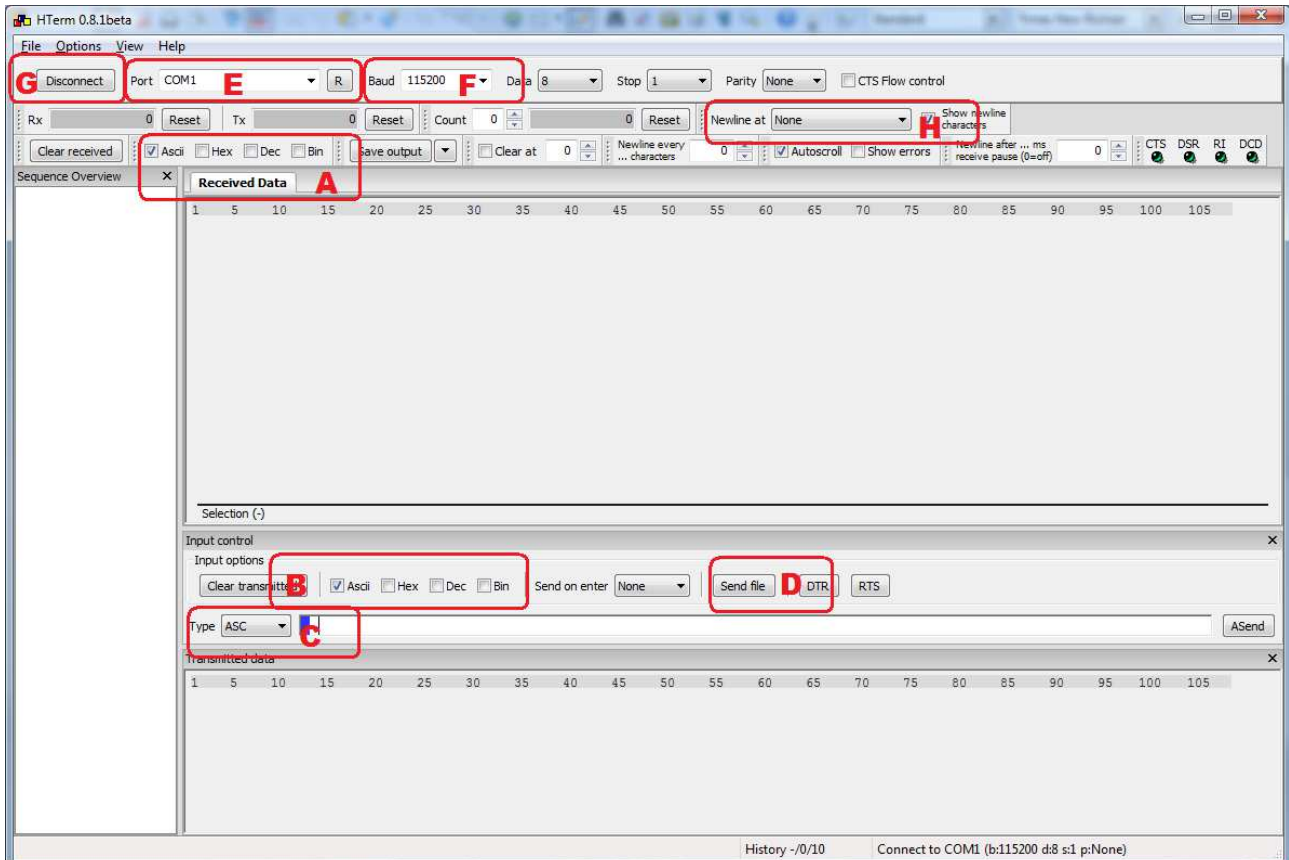 HTerm 0.8.1beta
File Options View Help
G Disconnect Port COM1 E R Baud 115200 F Data 8 Stop 1 Parity None CTS Flow control
Rx 0 Reset Tx 0 Reset Count 0 0 Reset Newline at None H Show newline characters
Clear received Ascii Hex Dec Bin Save output Clear at 0 Newline every ... characters 0 Autoscroll Show errors Newline after ... ms receive pause (0=off) 0 CTS DSR RI DCD
Sequence Overview Received Data A
1 5 10 15 20 25 30 35 40 45 50 55 60 65 70 75 80 85 90 95 100 105
Selection (-)
Input control
Input options
Clear transmitted B Ascii Hex Dec Bin Send on enter None Send file D DTR RTS
Type ASC C ASend
Transmitted data
1 5 10 15 20 25 30 35 40 45 50 55 60 65 70 75 80 85 90 95 100 105
History -/0/10 Connect to COM1 (b:115200 d:8 s:1 p:None)